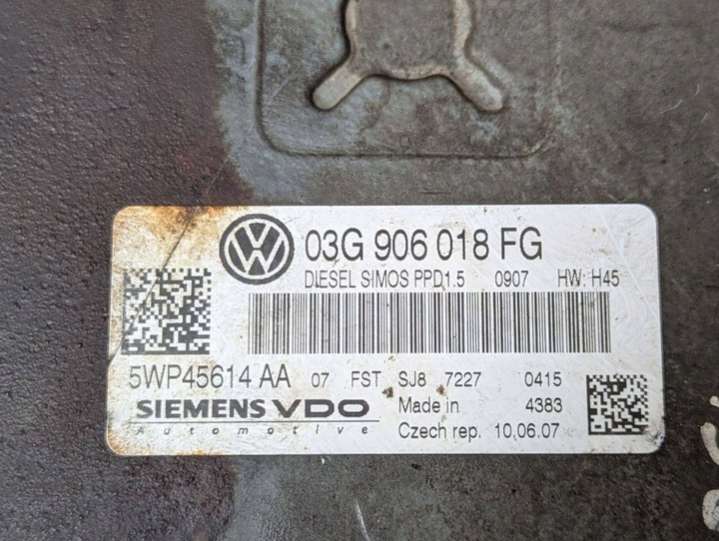 03G 906 018 FG
DIESEL SIMOS PPD1.5 0907 HW: H45
5WP45614 AA 07 FST SJ8 7227 0415
SIEMENS VDO Made in 4383
Automotive Czech rep. 10.06.07